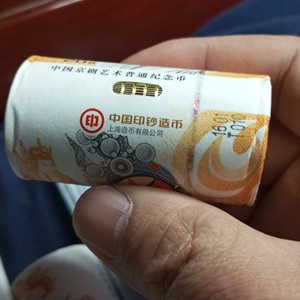 中国京剧艺术普通纪念币
印
中国印钞造币
上海造币有限公司